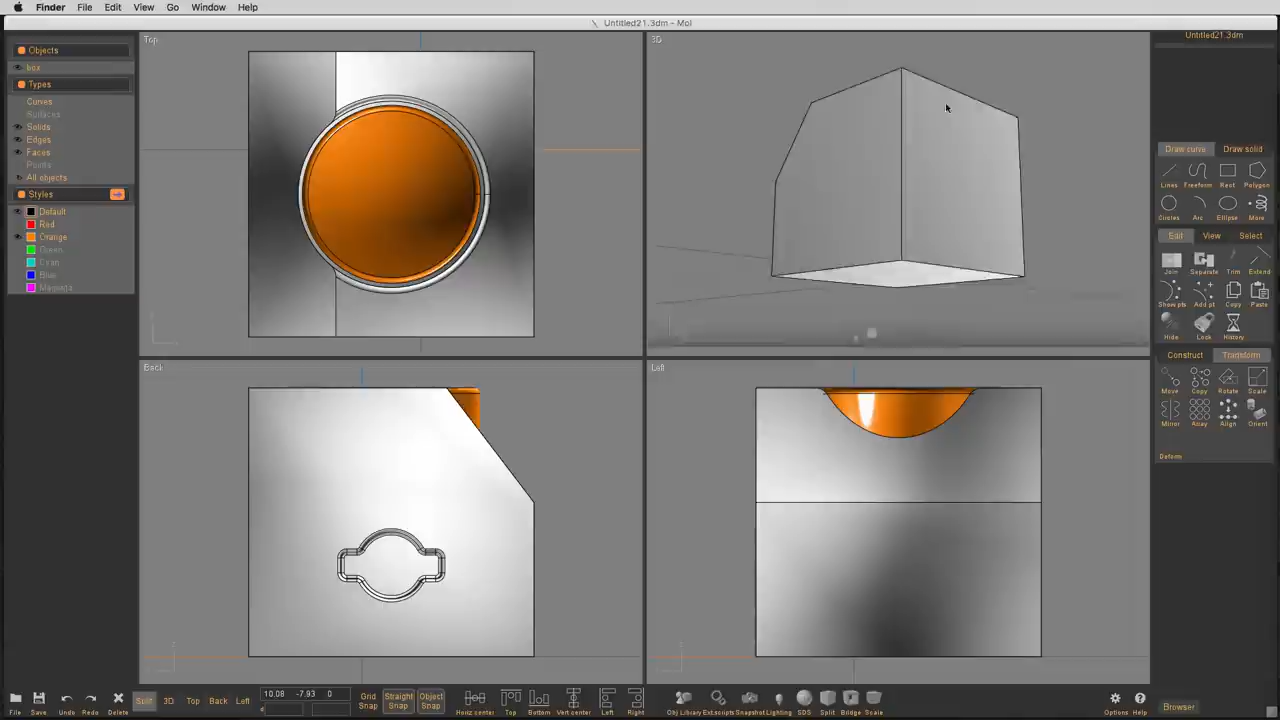 Finder File Edit View Go Window Help
Untitled21.3dm - MoI
Objects
box
Types
Curves
Surfaces
Solids
Edges
Faces
Points
All objects
Styles
Default
Red
Orange
Green
Cyan
Blue
Magenta
Top
3D
Back
Left
Untitled21.3dm
Draw curve Draw solid
Lines Freeform Rect Polygon
Circles Arc Ellipse More
Edit View Select
Join Separate Trim Extend
Show pts Add pt Copy Paste
Hide Lock History
Construct Transform
Move Copy Rotate Scale
Mirror Array Align Orient
Deform
File Save Undo Redo Delete Split 3D Top Back Left 10.08 -7.93 0 d Grid Snap Straight Snap Object Snap Horiz center Top Bottom Vert center Left Right Obj Library Ext.scripts Snapshot Lighting SDS Split Bridge Scale Options Help Browser